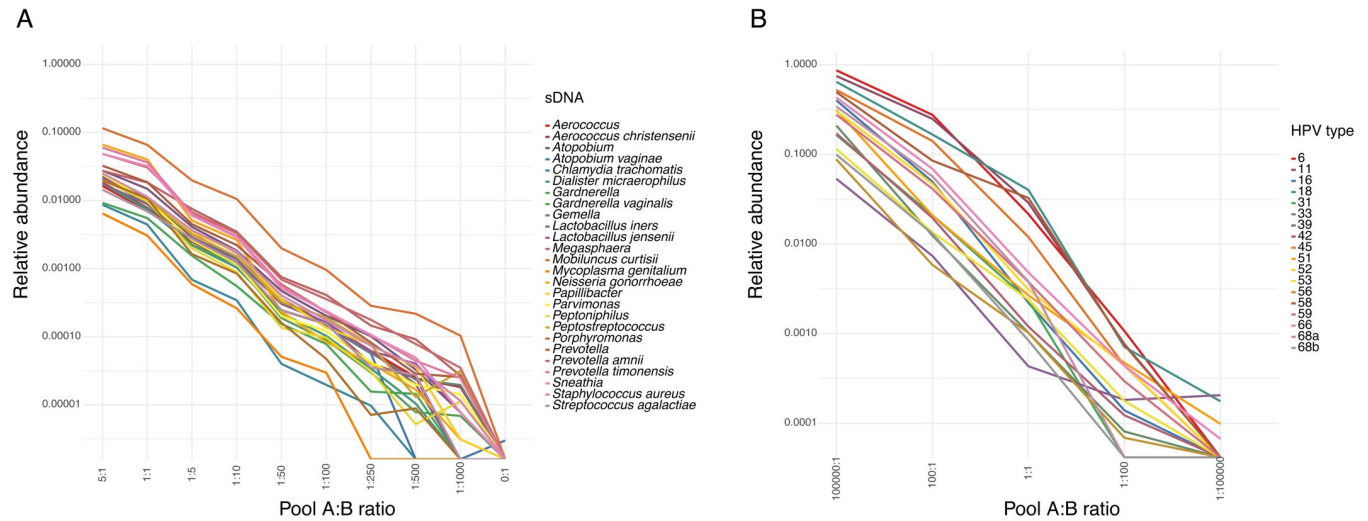 A
Relative abundance
1.00000
0.10000
0.01000
0.00100
0.00010
0.00001
5:1
1:1
1:5
1:10
1:50
1:100
1:250
1:500
1:1000
0:1
Pool A:B ratio
sDNA
Aerococcus
Aerococcus christensenii
Atopobium
Atopobium vaginae
Chlamydia trachomatis
Dialister micraerophilus
Gardnerella
Gardnerella vaginalis
Gemella
Lactobacillus iners
Lactobacillus jensenii
Megasphaera
Mobiluncus curtisii
Mycoplasma genitalium
Neisseria gonorrhoeae
Papillibacter
Parvimonas
Peptoniphilus
Peptostreptococcus
Porphyromonas
Prevotella
Prevotella amnii
Prevotella timonensis
Sneathia
Staphylococcus aureus
Streptococcus agalactiae
B
Relative abundance
1.0000
0.1000
0.0100
0.0010
0.0001
100000:1
100:1
1:1
1:100
1:100000
Pool A:B ratio
HPV type
6
11
16
18
31
33
39
42
45
51
52
53
56
58
59
66
68a
68b